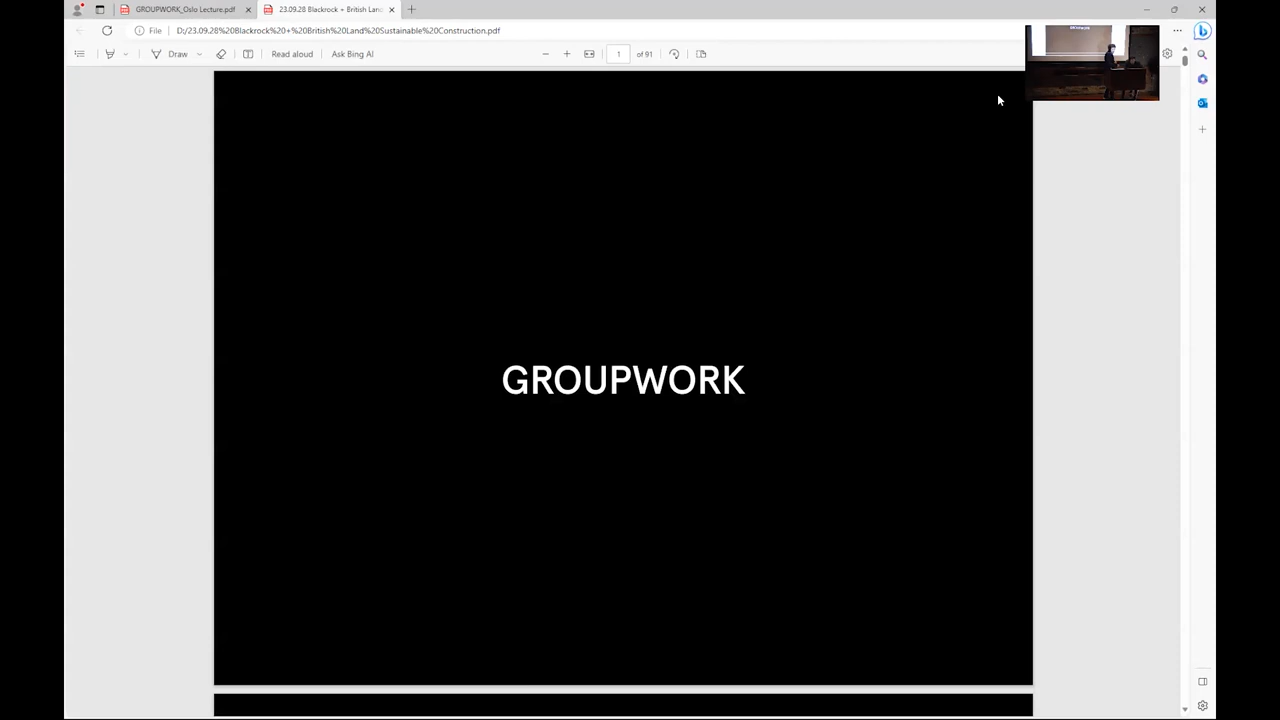 GROUPWORK_Oslo Lecture.pdf
23.09.28 Blackrock + British Lan
File
D:/23.09.28%20Blackrock%20+%20British%20Land%20Sustainable%20Construction.pdf
Draw
Read aloud
Ask Bing AI
1
of 91
GROUPWORK